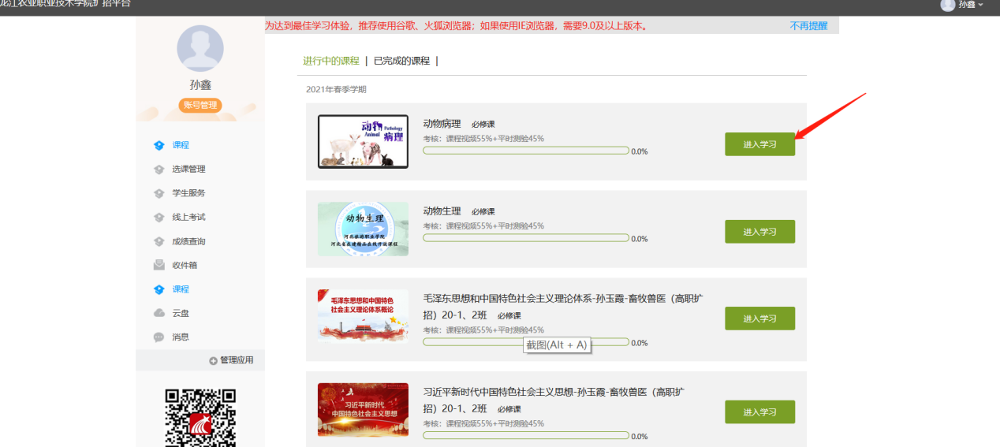 龙江农业职业技术学院扩招平台
孙鑫
为达到最佳学习体验，推荐使用谷歌、火狐浏览器；如果使用IE浏览器，需要9.0及以上版本。
不再提醒
孙鑫
账号管理
课程
选课管理
学生服务
线上考试
成绩查询
收件箱
课程
云盘
消息
管理应用
进行中的课程 | 已完成的课程 |
2021年春季学期
动物
病理
Pathology
Animal
动物病理 必修课
考核：课程视频55%+平时测验45%
0.0%
进入学习
动物生理
河北旅游职业学院
河北省在建精品在线开放课程
动物生理 必修课
考核：课程视频55%+平时测验45%
0.0%
进入学习
毛泽东思想和中国特色
社会主义理论体系概论
毛泽东思想和中国特色社会主义理论体系-孙玉霞-畜牧兽医（高职扩
招）20-1、2班 必修课
考核：课程视频55%+平时测验45%
0.0%
截图(Alt + A)
进入学习
习近平新时代
中国特色社会主义思想
习近平新时代中国特色社会主义思想-孙玉霞-畜牧兽医（高职扩
招）20-1、2班 必修课
考核：课程视频55%+平时测验45%
0.0%
进入学习